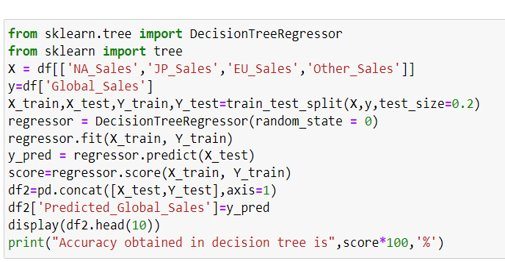 from sklearn.tree import DecisionTreeRegressor
from sklearn import tree
X = df[['NA_Sales','JP_Sales','EU_Sales','Other_Sales']]
y=df['Global_Sales']
X_train,X_test,Y_train,Y_test=train_test_split(X,y,test_size=0.2)
regressor = DecisionTreeRegressor(random_state = 0)
regressor.fit(X_train, Y_train)
y_pred = regressor.predict(X_test)
score=regressor.score(X_train, Y_train)
df2=pd.concat([X_test,Y_test],axis=1)
df2['Predicted_Global_Sales']=y_pred
display(df2.head(10))
print("Accuracy obtained in decision tree is",score*100,'%')